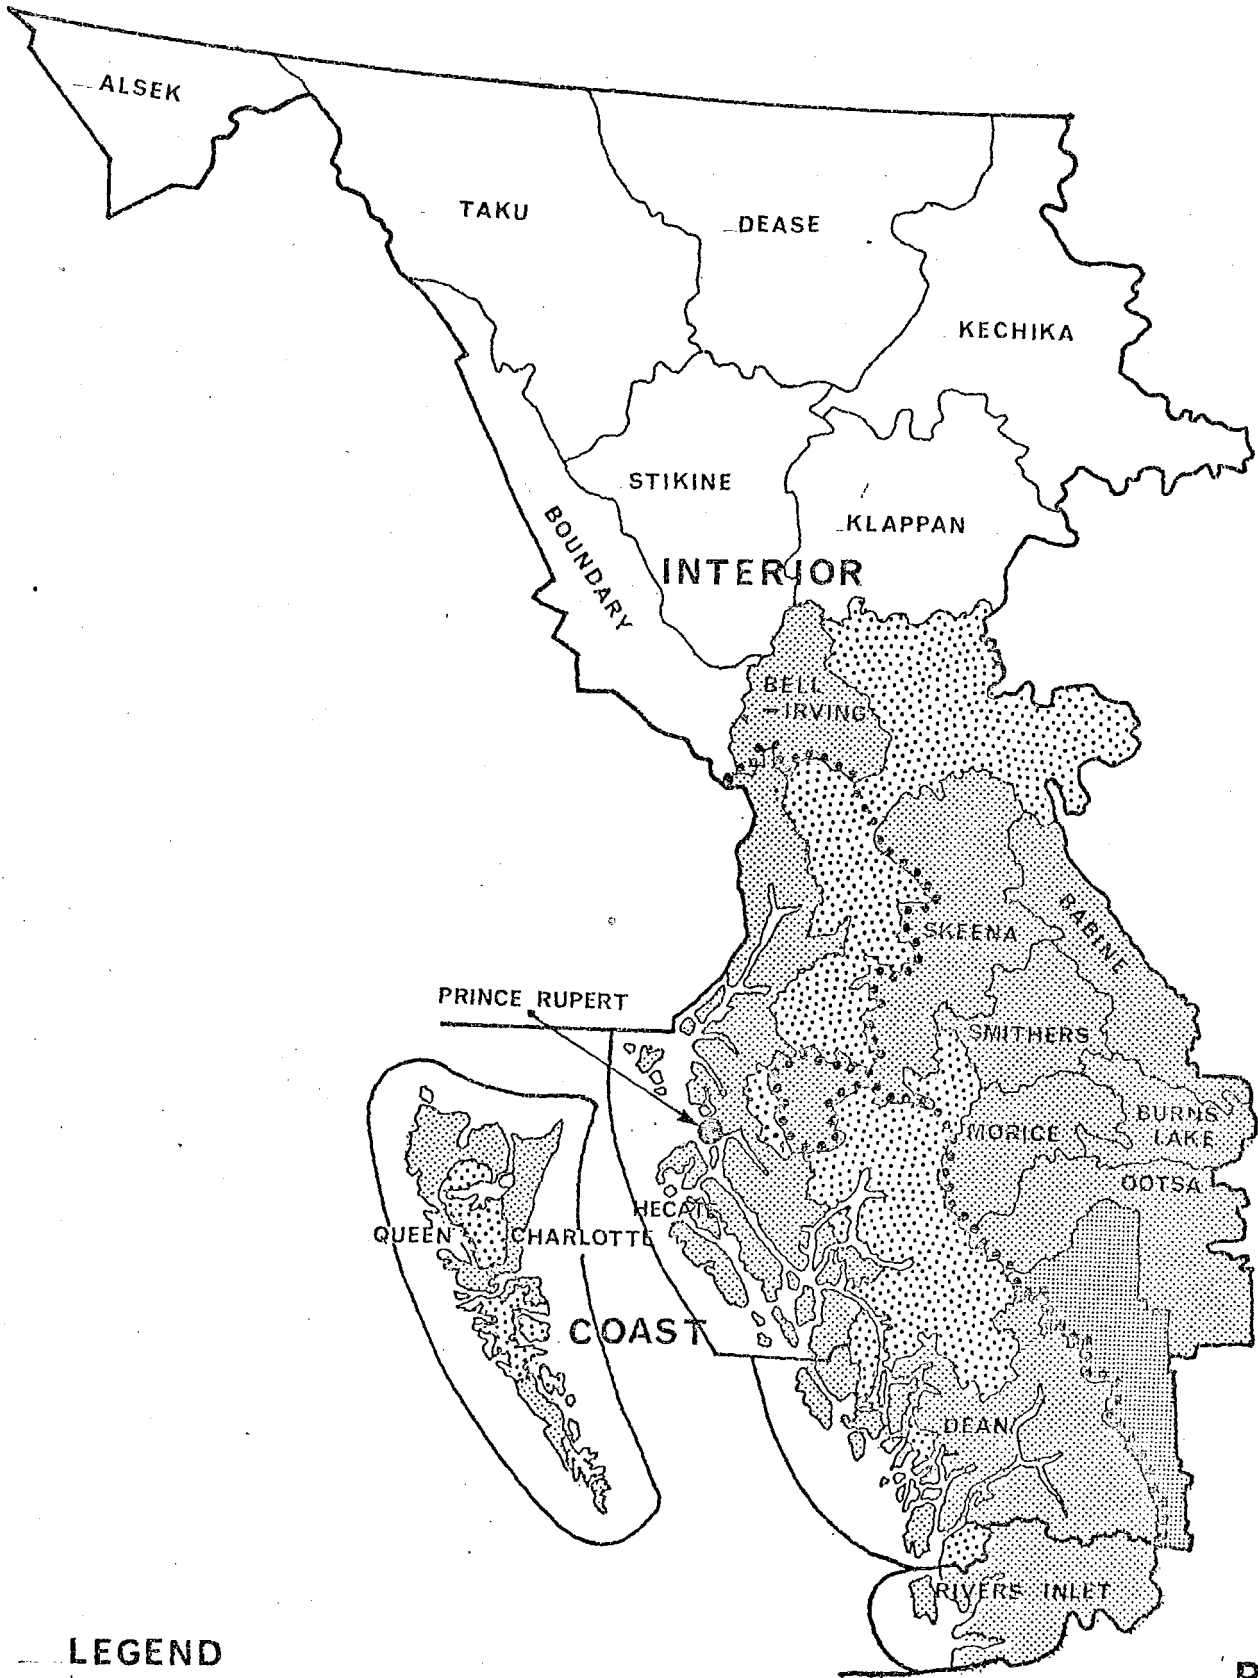 ALSEK
TAKU
DEASE
KECHIKA
STIKINE
KLAPPAN
BOUNDARY
INTERIOR
BELL
-IRVING
SKEENA
BABINE
PRINCE RUPERT
SMITHERS
BURNS
LAKE
MORICE
OOTSA
HECATE
QUEEN CHARLOTTE
COAST
DEAN
RIVERS INLET
LEGEND